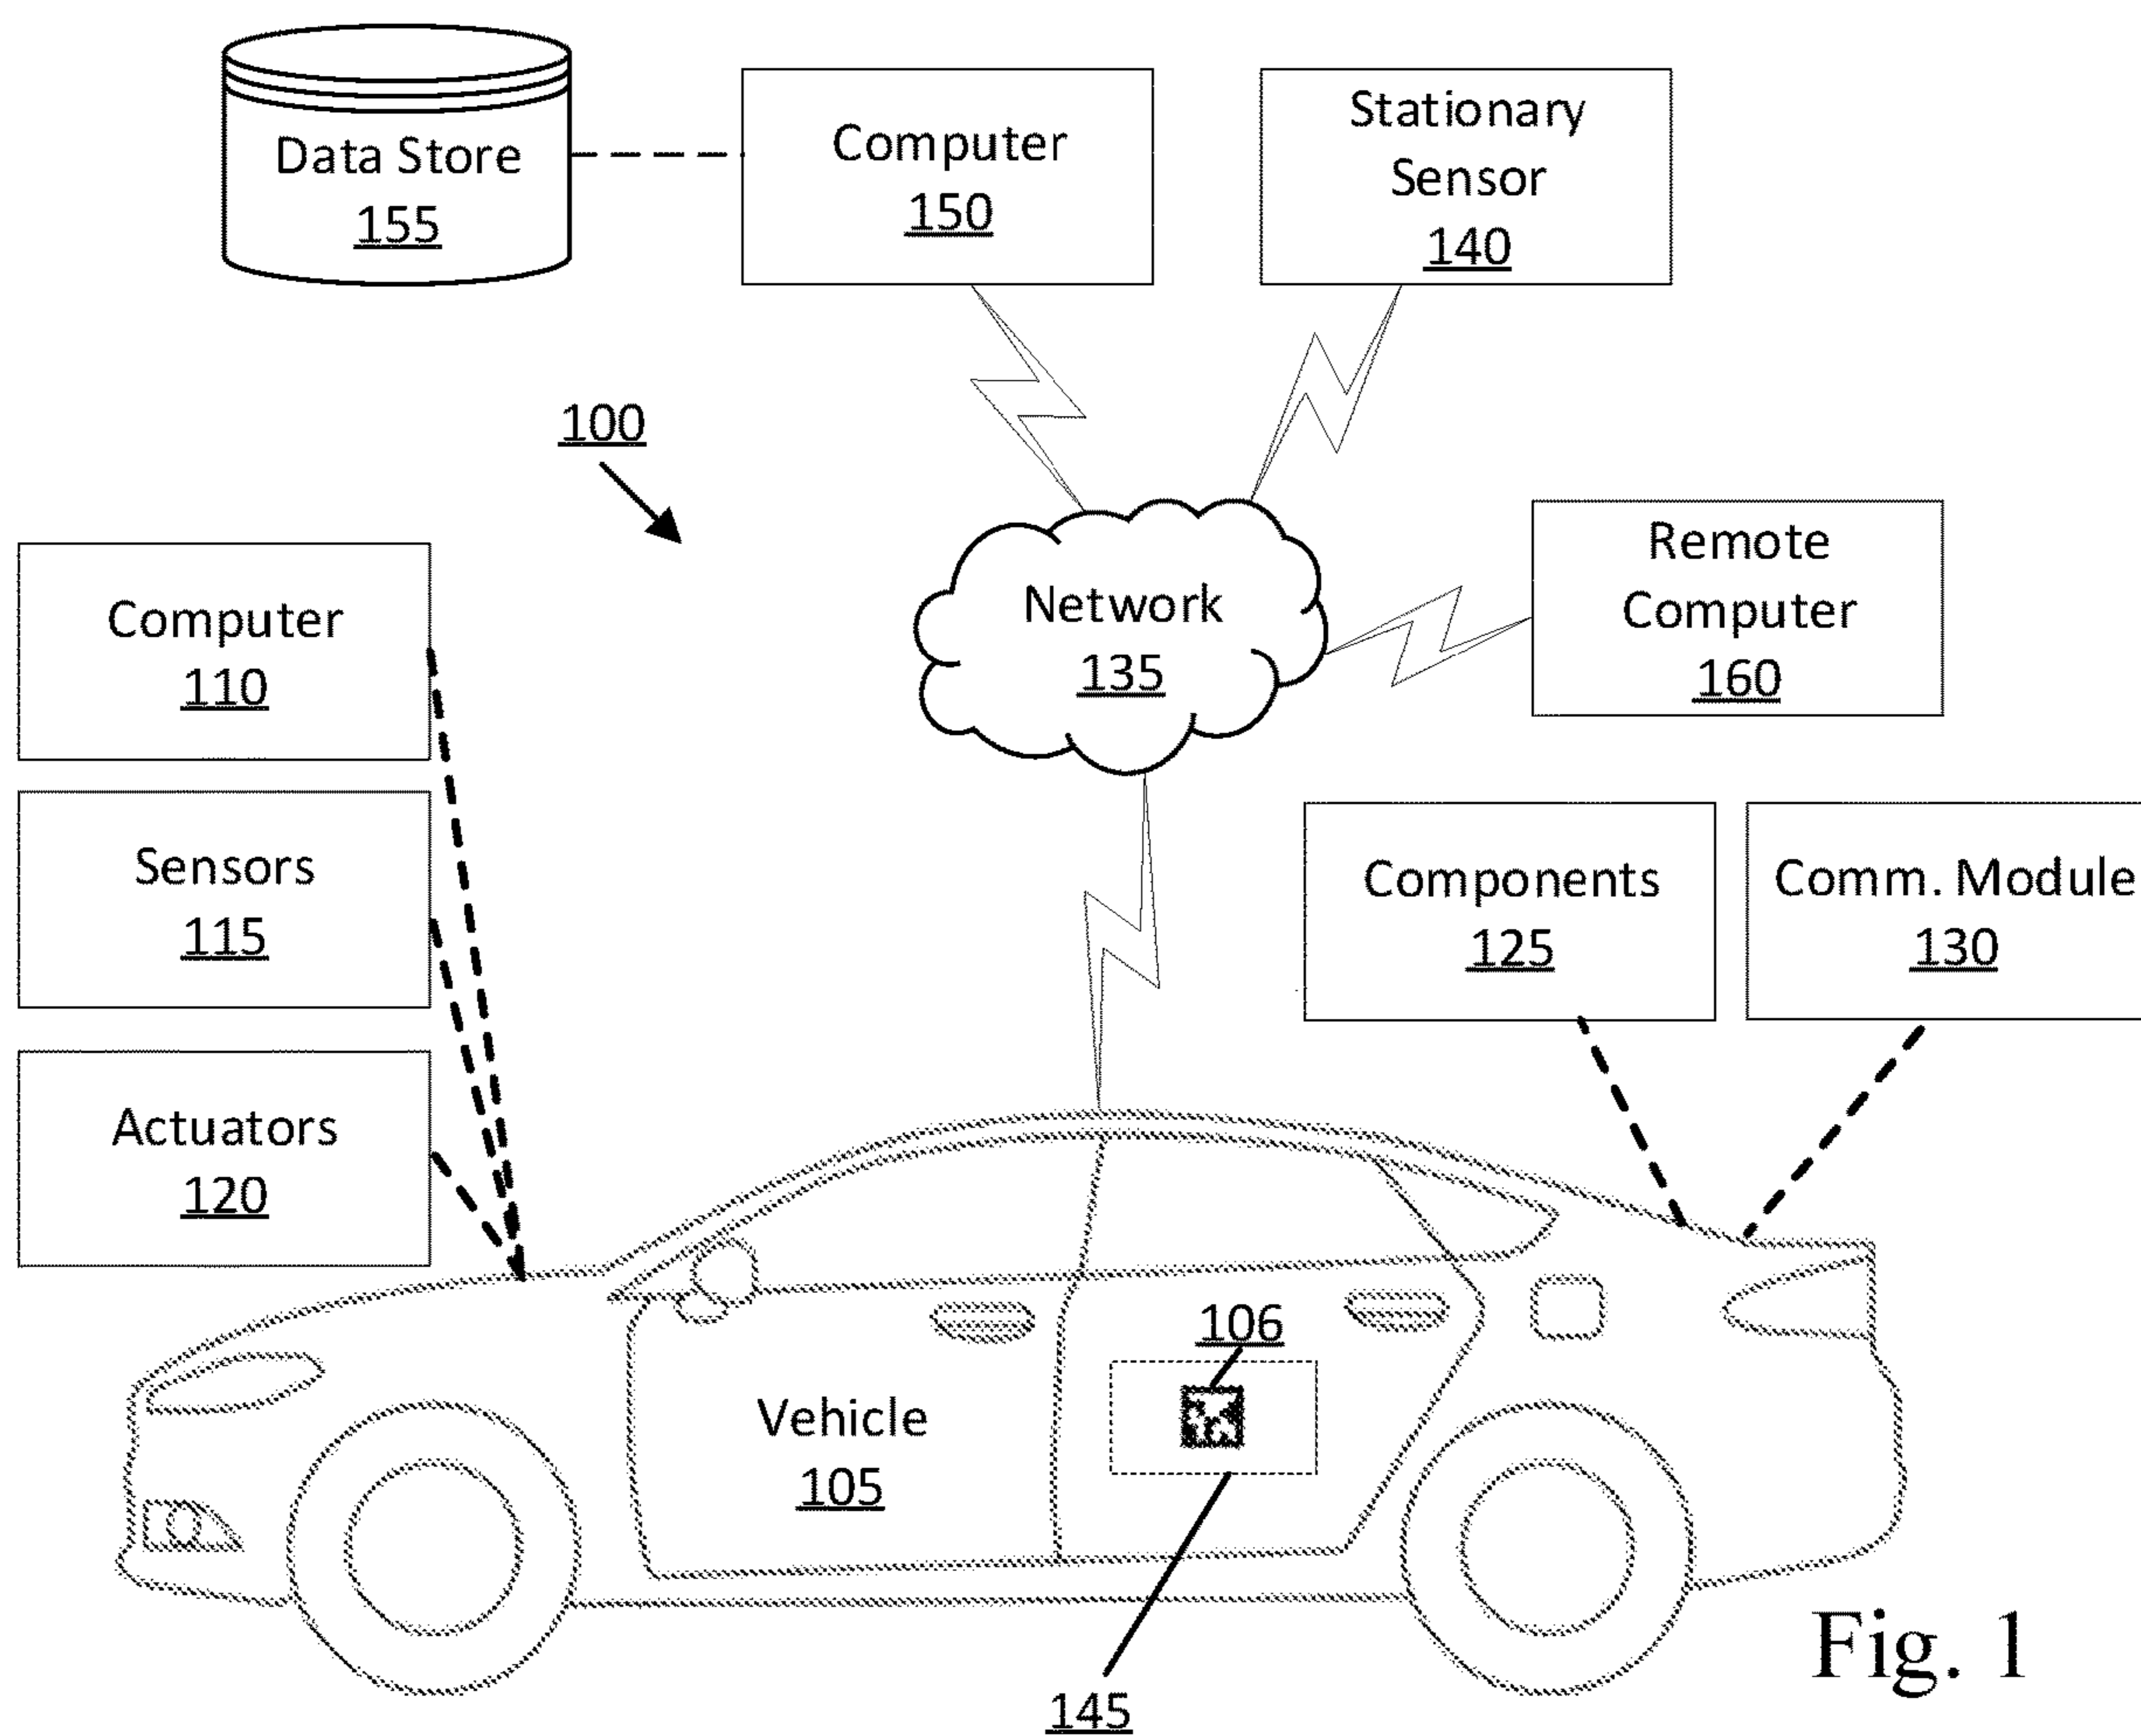 Data Store
155
Computer
150
Stationary
Sensor
140
100
Computer
110
Network
135
Remote
Computer
160
Sensors
115
Components
125
Comm. Module
130
Actuators
120
106
Vehicle
105
145
Fig. 1